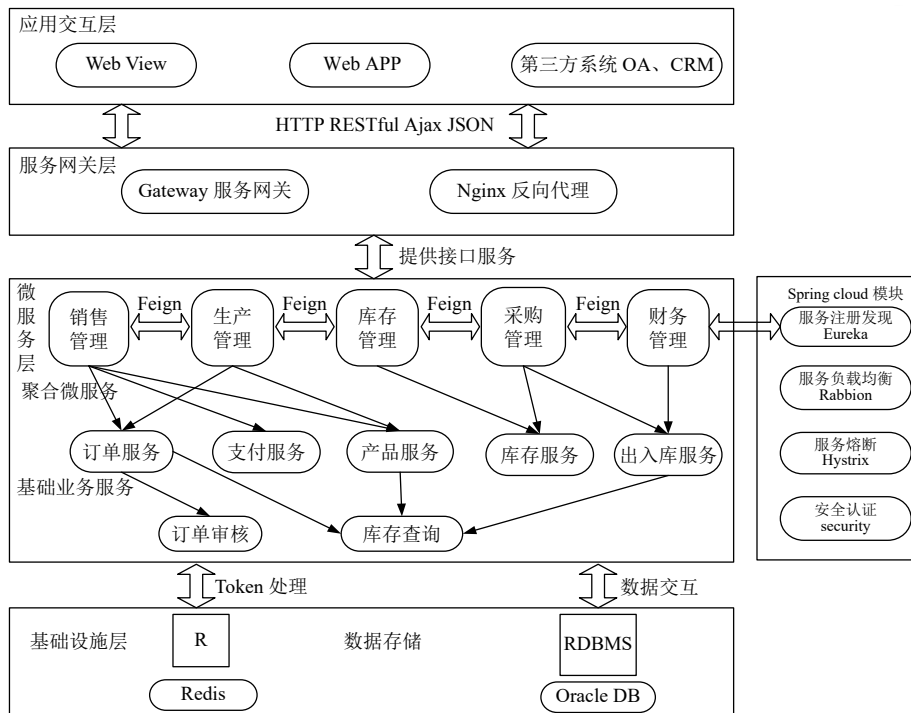 应用交互层
Web View
Web APP
第三方系统 OA、CRM
HTTP RESTful Ajax JSON
服务网关层
Gateway 服务网关
Nginx 反向代理
提供接口服务
微服务层
销售
管理
Feign
生产
管理
Feign
库存
管理
Feign
采购
管理
Feign
财务
管理
聚合微服务
订单服务
支付服务
产品服务
库存服务
出入库服务
基础业务服务
订单审核
库存查询
Spring cloud 模块
服务注册发现
Eureka
服务负载均衡
Rabbion
服务熔断
Hystrix
安全认证
security
Token 处理
数据交互
基础设施层
R
数据存储
RDBMS
Redis
Oracle DB